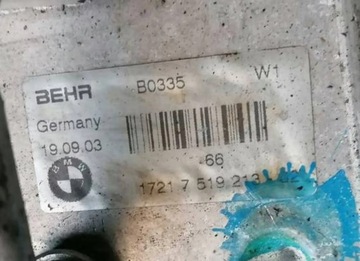 BEHR B0335 W1
Germany
19.09.03 66
BMW
1721 7 519 213